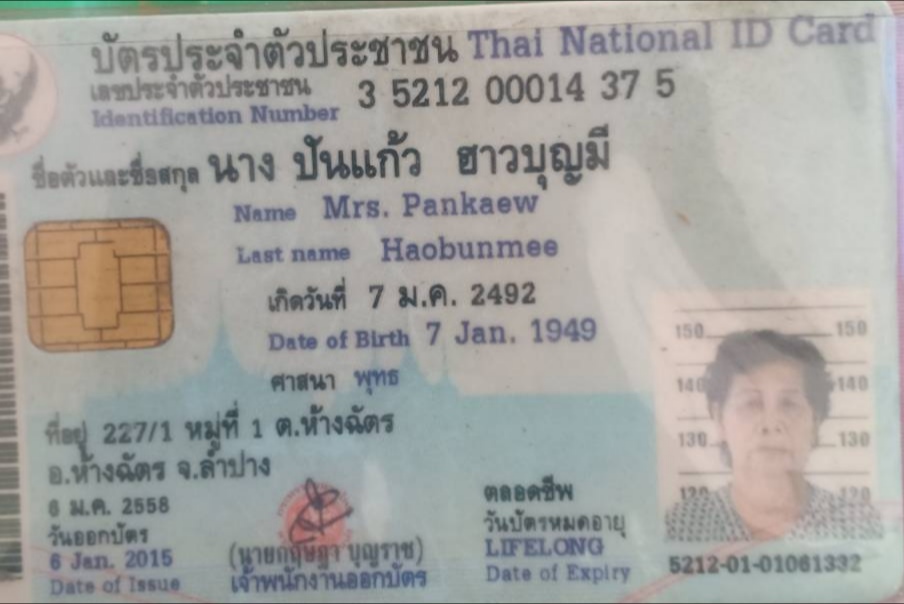 บัตรประจำตัวประชาชน Thai National ID Card
เลขประจำตัวประชาชน 3 5212 00014 37 5
Identification Number
ชื่อตัวและชื่อสกุล นาง ปันแก้ว ฮาวบุญมี
Name Mrs. Pankaew
Last name Haobunmee
เกิดวันที่ 7 ม.ค. 2492
Date of Birth 7 Jan. 1949
ศาสนา พุทธ
ที่อยู่ 227/1 หมู่ที่ 1 ต.ห้างฉัตร
อ.ห้างฉัตร จ.ลำปาง
6 ม.ค. 2558
วันออกบัตร
6 Jan. 2015
Date of Issue
(นายกฤษฎา บุญราช)
เจ้าพนักงานออกบัตร
ตลอดชีพ
วันบัตรหมดอายุ
LIFELONG
Date of Expiry
150 150
140 140
130 130
120 120
5212-01-01061332